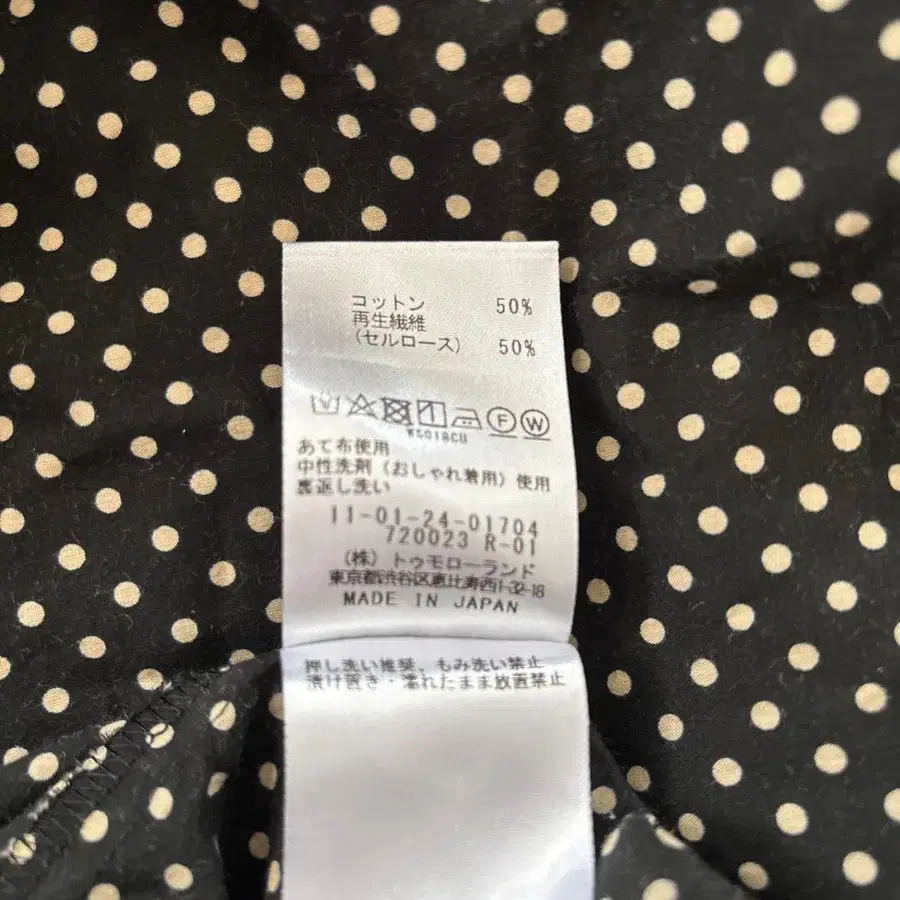 コットン 50%
再生繊維
(セルロース) 50%
F W
あて布使用
中性洗剤 (おしゃれ着用) 使用
裏返し洗い
11-01-24-01704
720023 R-01
(株) トゥモローランド
東京都渋谷区恵比寿西1-32-18
MADE IN JAPAN
押し洗い推奨、もみ洗い禁止
漬け置き・濡れたまま放置禁止